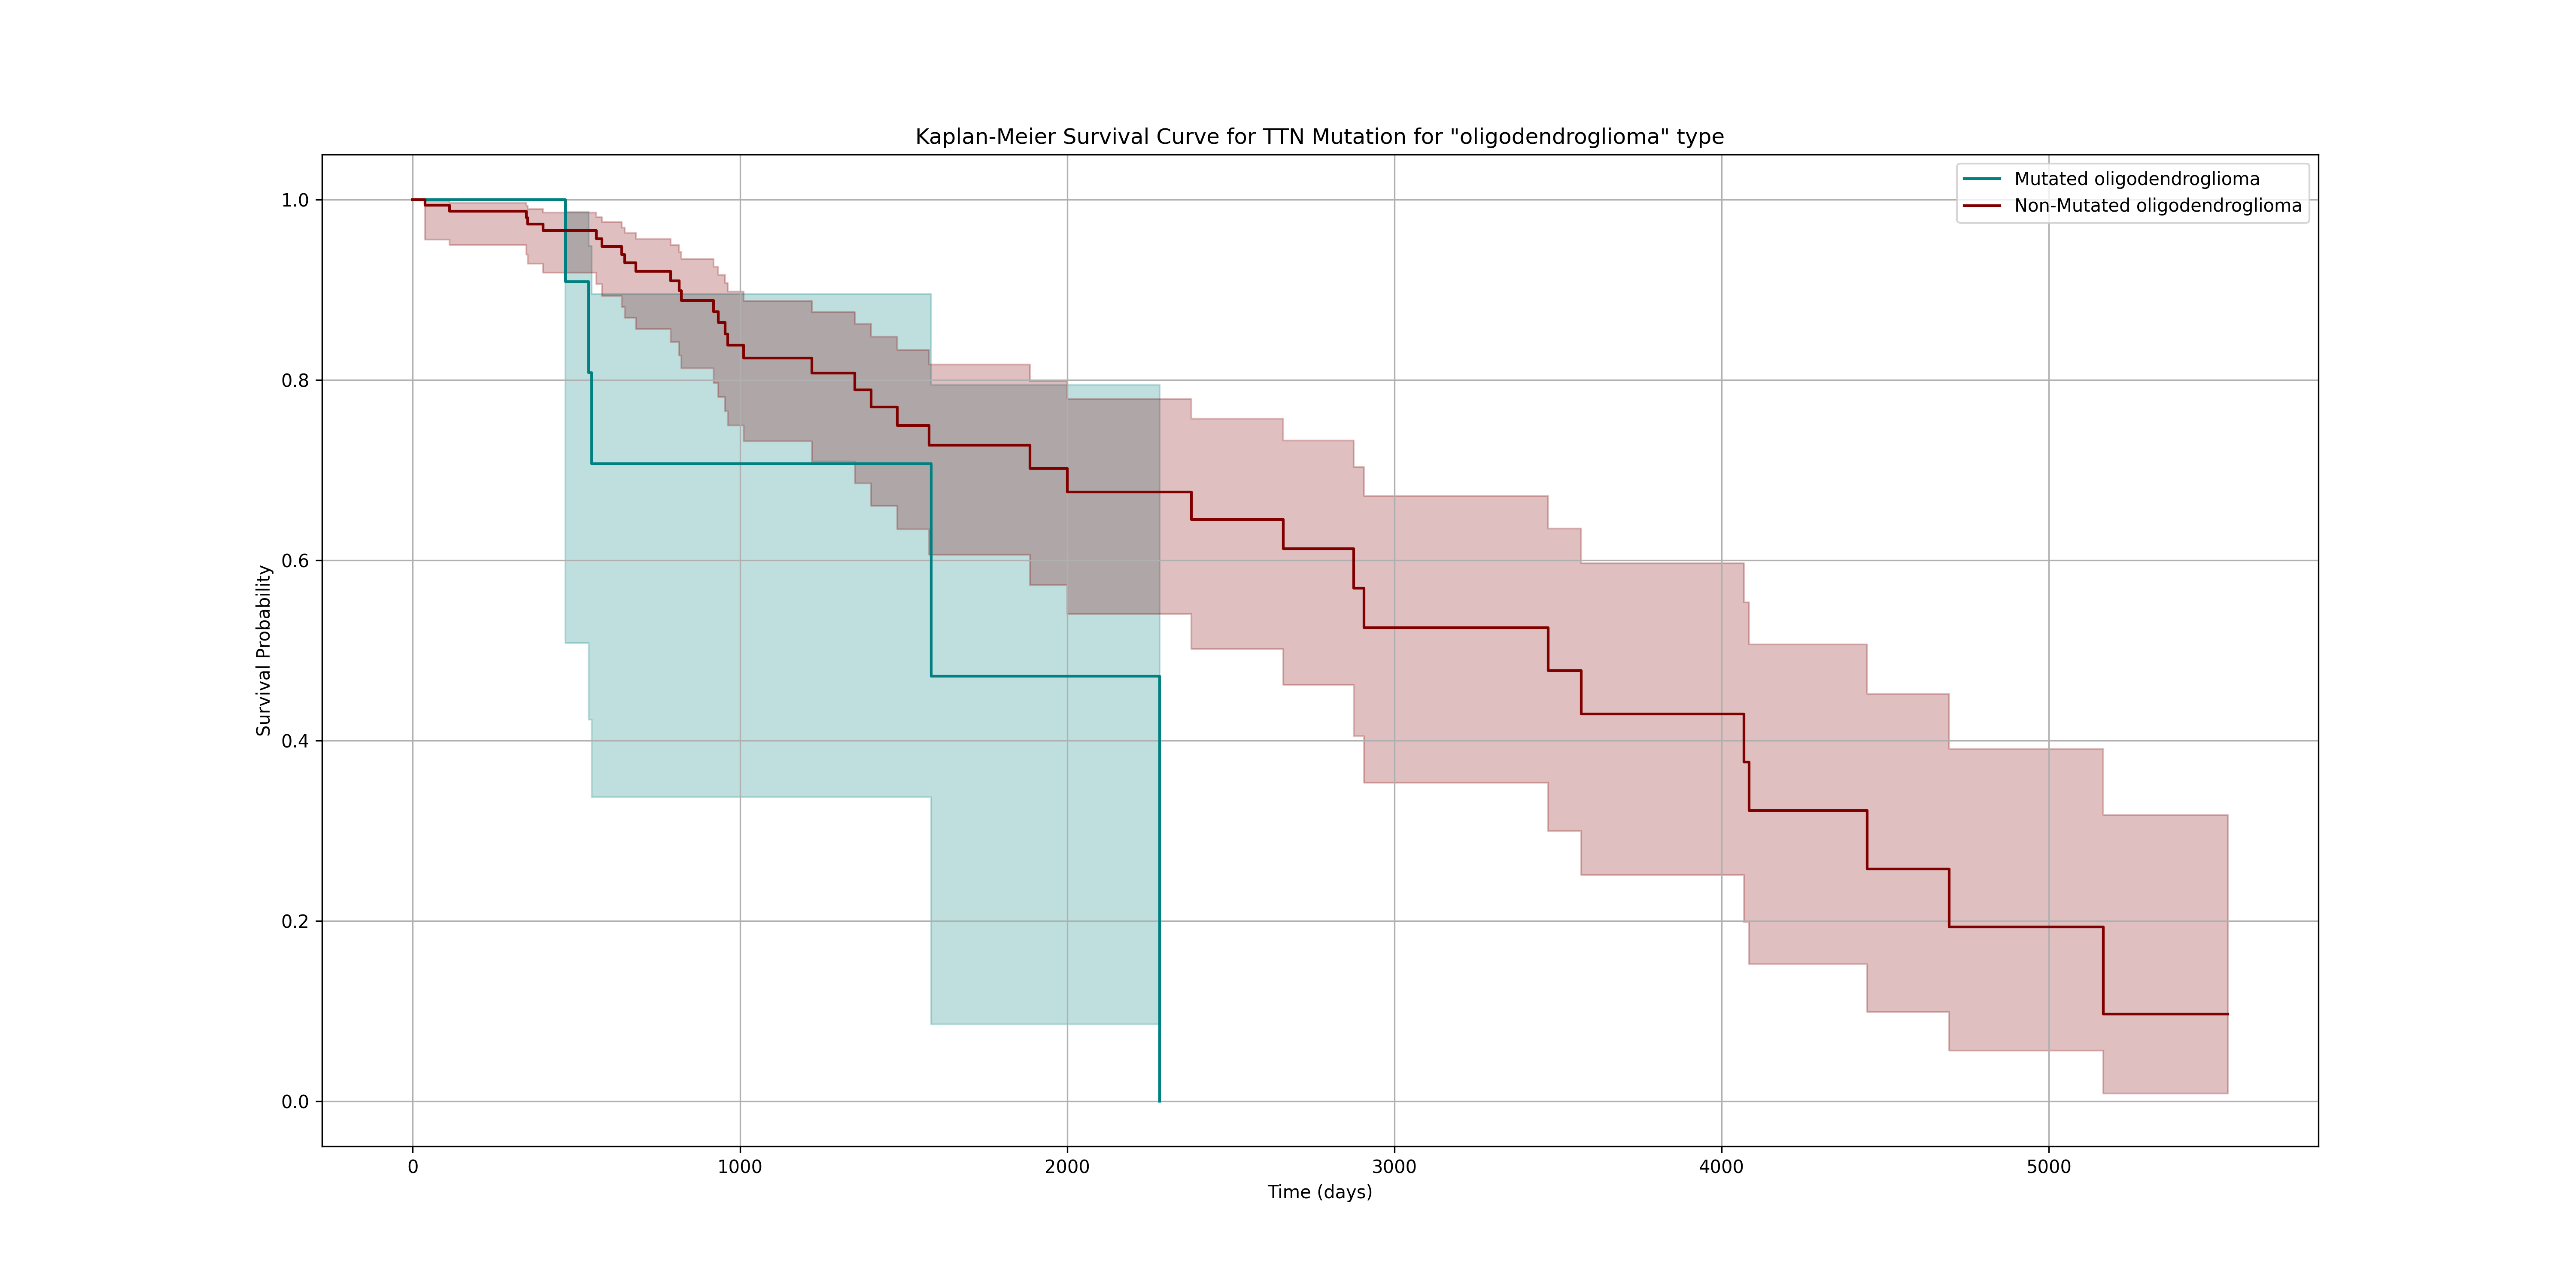 Kaplan-Meier Survival Curve for TTN Mutation for "oligodendroglioma" type
Mutated oligodendroglioma
Non-Mutated oligodendroglioma
1.0
0.8
0.6
0.4
0.2
0.0
Survival Probability
0 1000 2000 3000 4000 5000
Time (days)